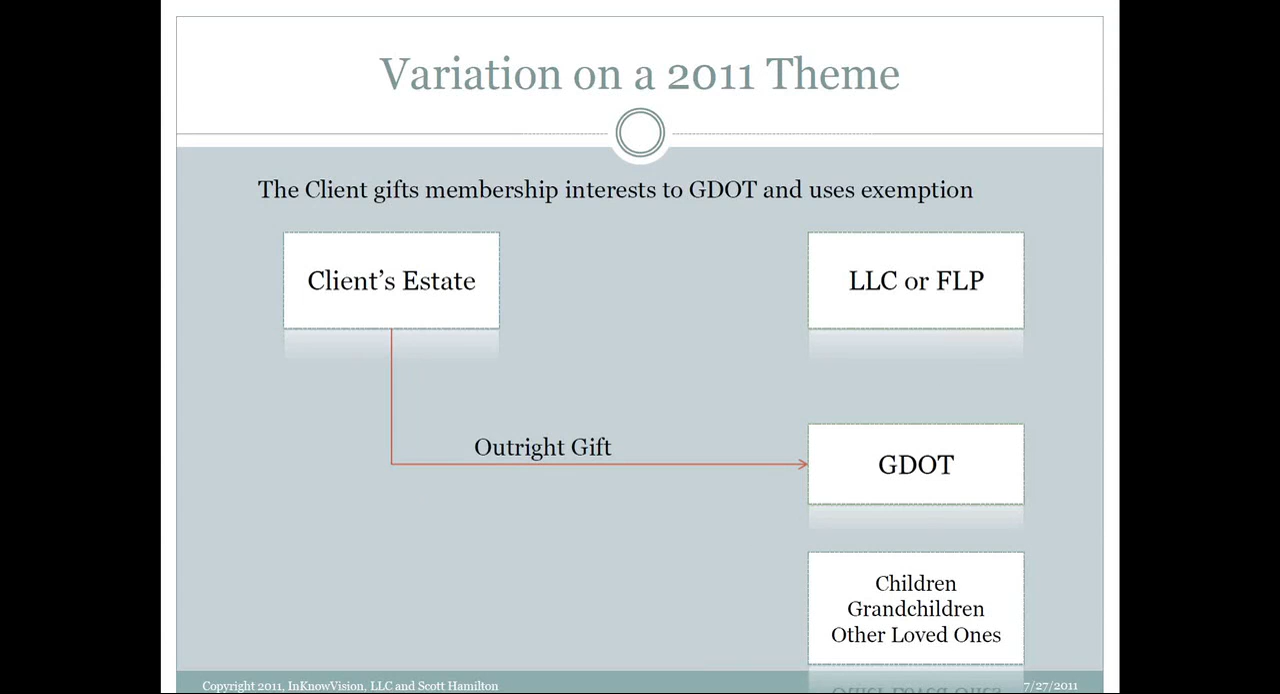 Variation on a 2011 Theme
The Client gifts membership interests to GDOT and uses exemption
Client’s Estate
LLC or FLP
Outright Gift
GDOT
Children
Grandchildren
Other Loved Ones
Copyright 2011, InKnowVision, LLC and Scott Hamilton
7/27/2011